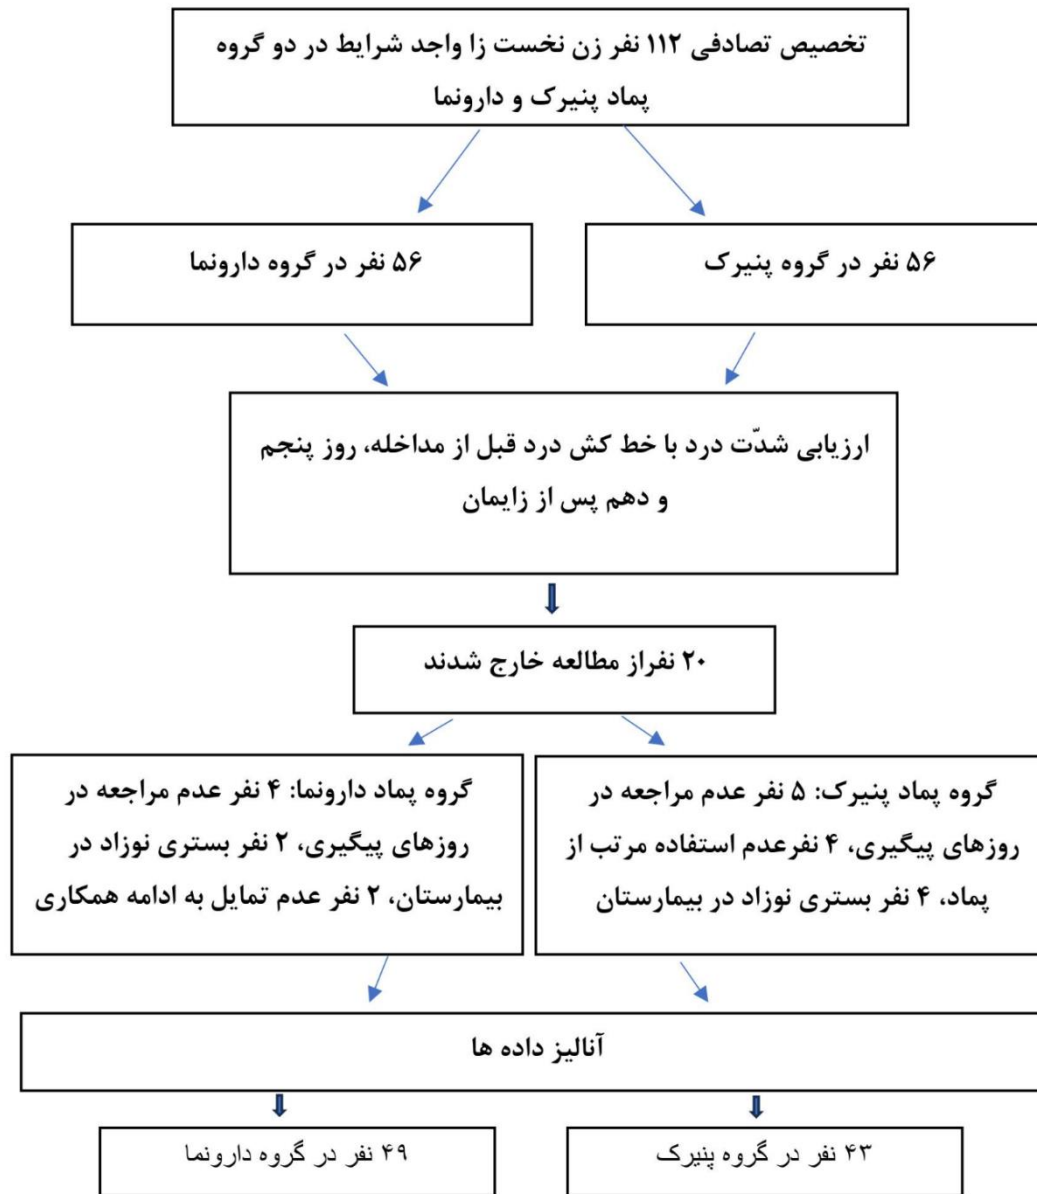 تخصیص تصادفی ۱۱۲ نفر زن نخست زا واجد شرایط در دو گروه
پماد پنیرک و دارونما
۵۶ نفر در گروه پنیرک
۵۶ نفر در گروه دارونما
ارزیابی شدّت درد با خط کش درد قبل از مداخله، روز پنجم
و دهم پس از زایمان
۲۰ نفراز مطالعه خارج شدند
گروه پماد پنیرک: ۵ نفر عدم مراجعه در
روزهای پیگیری، ۴ نفرعدم استفاده مرتب از
پماد، ۴ نفر بستری نوزاد در بیمارستان
گروه پماد دارونما: ۴ نفر عدم مراجعه در
روزهای پیگیری، ۲ نفر بستری نوزاد در
بیمارستان، ۲ نفر عدم تمایل به ادامه همکاری
آنالیز داده ها
۴۳ نفر در گروه پنیرک
۴۹ نفر در گروه دارونما